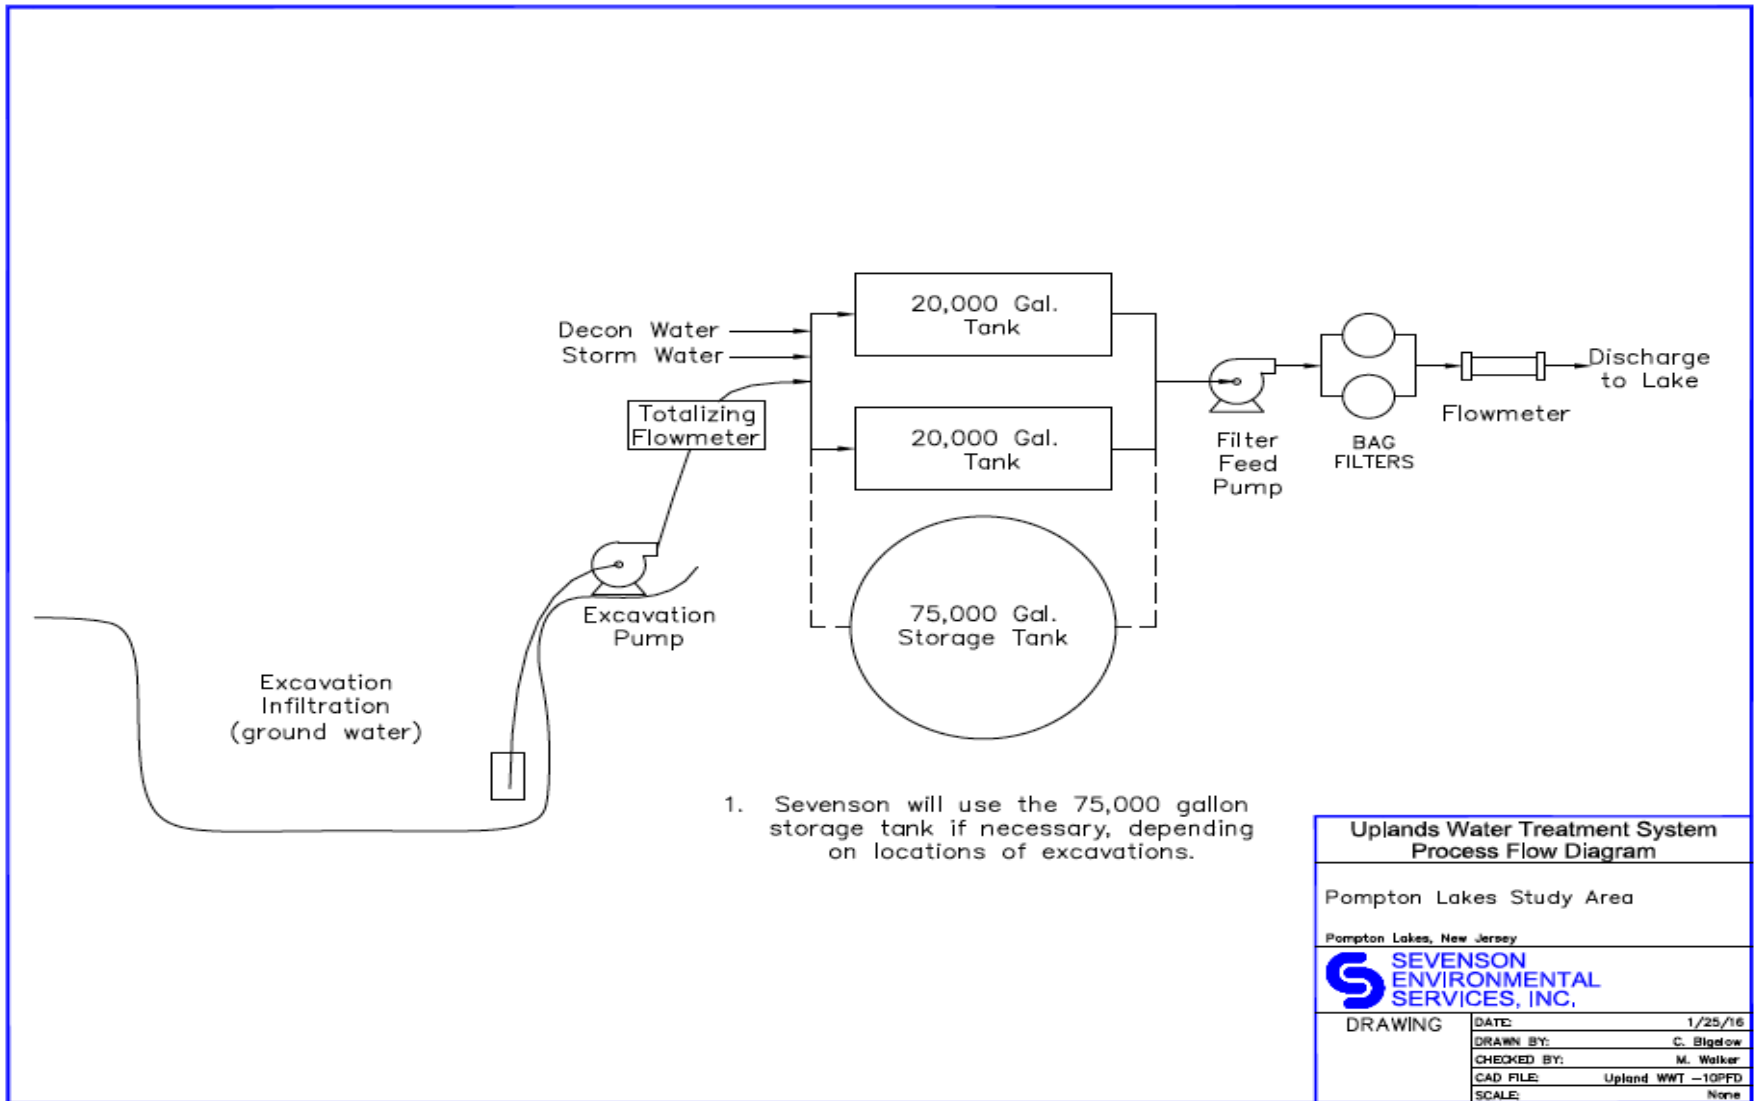 Decon Water
Storm Water
Totalizing
Flowmeter
20,000 Gal.
Tank
20,000 Gal.
Tank
75,000 Gal.
Storage Tank
Filter
Feed
Pump
BAG
FILTERS
Flowmeter
Discharge
to Lake
Excavation
Pump
Excavation
Infiltration
(ground water)
1. Sevenson will use the 75,000 gallon
storage tank if necessary, depending
on locations of excavations.
Uplands Water Treatment System
Process Flow Diagram
Pompton Lakes Study Area
Pompton Lakes, New Jersey
SEVENSON
ENVIRONMENTAL
SERVICES, INC.
DRAWING
DATE: 1/25/16
DRAWN BY: C. Bigelow
CHECKED BY: M. Walker
CAD FILE: Upland WWT -10PFD
SCALE: None